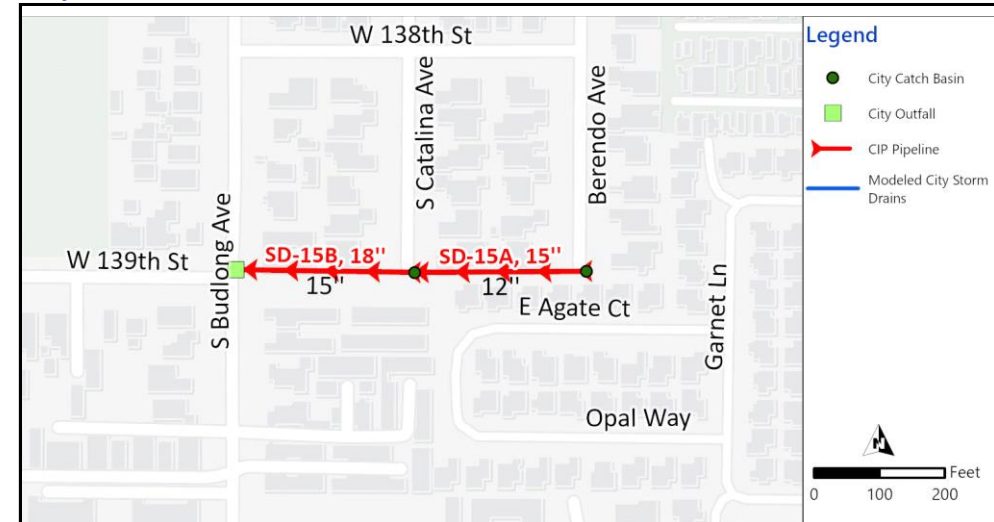 W 138th St
S Catalina Ave
Berendo Ave
S Budlong Ave
W 139th St
SD-15B, 18''
15''
SD-15A, 15''
12''
E Agate Ct
Garnet Ln
Opal Way
Legend
City Catch Basin
City Outfall
CIP Pipeline
Modeled City Storm
Drains
N
Feet
0 100 200